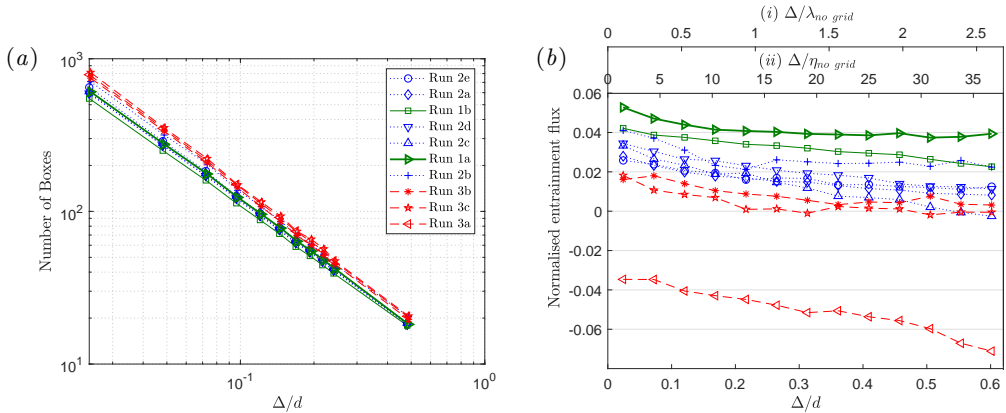 (a)
Number of Boxes
10^3
10^2
10^1
10^{-1}
10^0
Δ/d
Run 2e
Run 2a
Run 1b
Run 2d
Run 2c
Run 1a
Run 2b
Run 3b
Run 3c
Run 3a
(b)
(i) Δ/λ_{no grid}
0 0.5 1 1.5 2 2.5
(ii) Δ/η_{no grid}
0 5 10 15 20 25 30 35
Normalised entrainment flux
0.06
0.04
0.02
0
-0.02
-0.04
-0.06
0 0.1 0.2 0.3 0.4 0.5 0.6
Δ/d